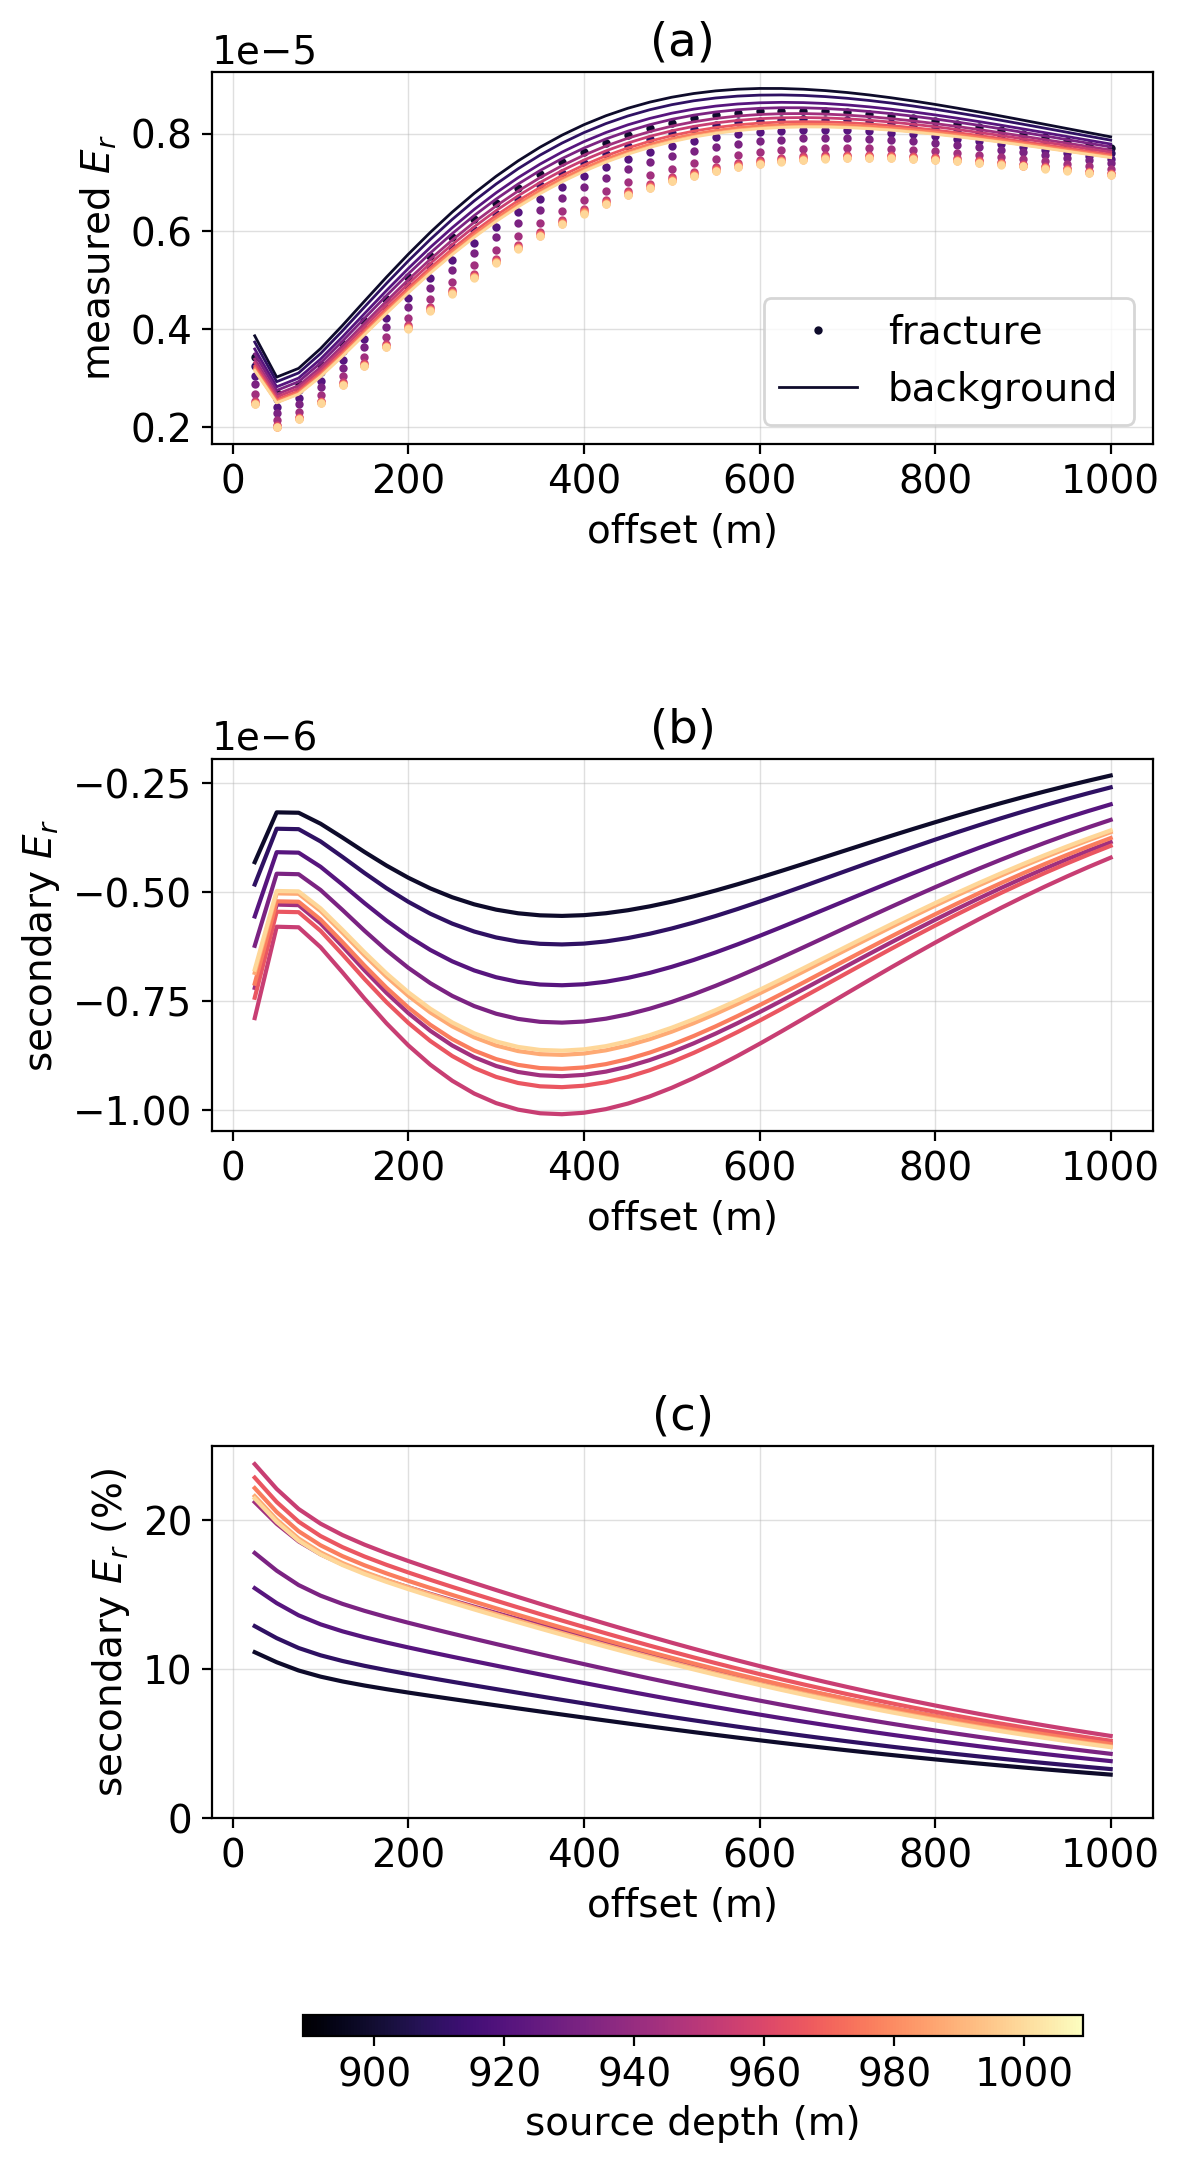 (a)
1e−5
measured E_r
0.8
0.6
0.4
0.2
fracture
background
0 200 400 600 800 1000
offset (m)
(b)
1e−6
secondary E_r
−0.25
−0.50
−0.75
−1.00
0 200 400 600 800 1000
offset (m)
(c)
secondary E_r (%)
20
10
0
0 200 400 600 800 1000
offset (m)
900 920 940 960 980 1000
source depth (m)